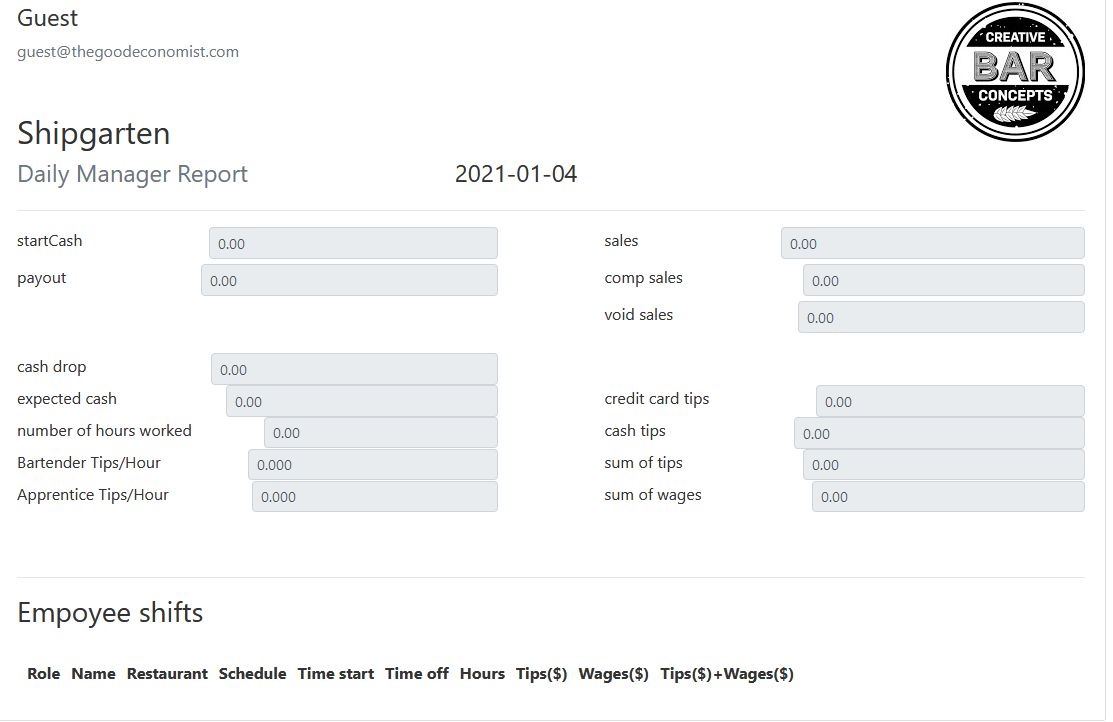 Guest
guest@thegoodeconomist.com
CREATIVE
BAR
CONCEPTS
Shipgarten
Daily Manager Report 2021-01-04
startCash 0.00 sales 0.00
payout 0.00 comp sales 0.00
void sales 0.00
cash drop 0.00
expected cash 0.00 credit card tips 0.00
number of hours worked 0.00 cash tips 0.00
Bartender Tips/Hour 0.000 sum of tips 0.00
Apprentice Tips/Hour 0.000 sum of wages 0.00
Empoyee shifts
Role Name Restaurant Schedule Time start Time off Hours Tips($) Wages($) Tips($)+Wages($)